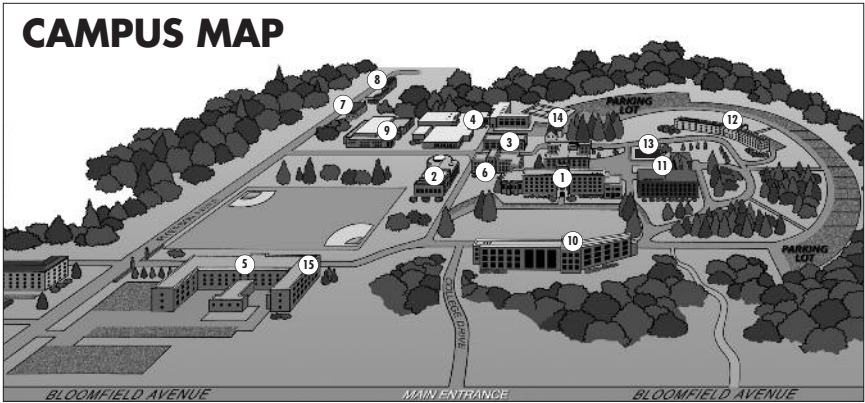 CAMPUS MAP
8
7
4
14
PARKING
LOT
12
9
3
13
2
6
1
11
10
PARKING
LOT
5
15
COLLEGE DRIVE
BLOOMFIELD AVENUE
MAIN ENTRANCE
BLOOMFIELD AVENUE